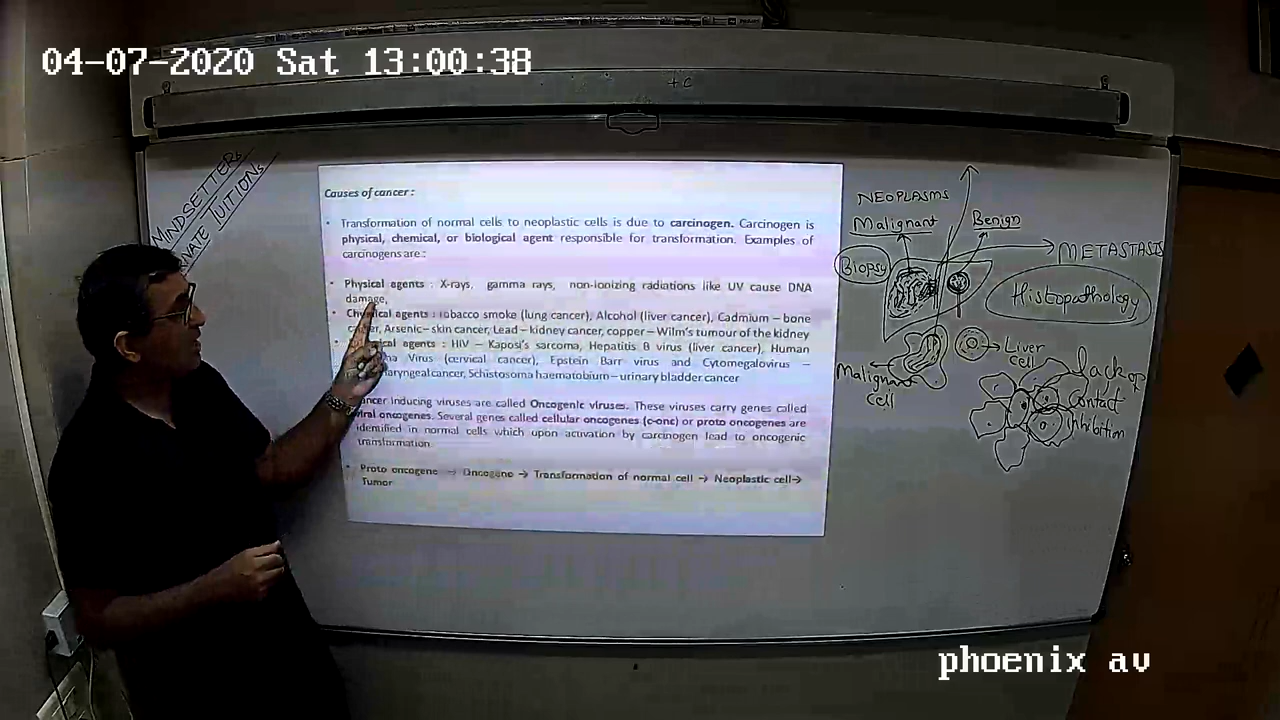 04-07-2020 Sat 13:00:38
+C
MINDSETTER
TUITIONS
Causes of cancer :
• Transformation of normal cells to neoplastic cells is due to carcinogen. Carcinogen is
physical, chemical, or biological agent responsible for transformation. Examples of
carcinogens are :
• Physical agents : X-rays, gamma rays, non-ionizing radiations like UV cause DNA
damage,
• Chemical agents : Tobacco smoke (lung cancer), Alcohol (liver cancer), Cadmium – bone
cancer, Arsenic – skin cancer, Lead – kidney cancer, copper – Wilm's tumour of the kidney
agents : HIV – Kaposi's sarcoma, Hepatitis B virus (liver cancer), Human
Virus (cervical cancer), Epstein Barr virus and Cytomegalovirus –
cancer, Schistosoma haematobium – urinary bladder cancer
Cancer inducing viruses are called Oncogenic viruses. These viruses carry genes called
viral oncogenes. Several genes called cellular oncogenes (c-onc) or proto oncogenes are
identified in normal cells which upon activation by carcinogen lead to oncogenic
transformation.
• Proto oncogene → Oncogene → Transformation of normal cell → Neoplastic cell→
Tumor
NEOPLASMS
Malignant Benign
METASTASIS
Biopsy
Histopathology
Liver
Cell
Malignant
Cell
lack of
Contact
inhibition
phoenix av